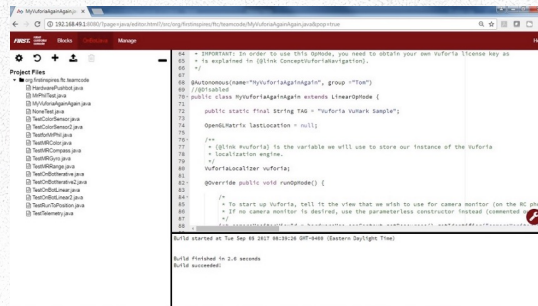 My VuforiaAgainAgain.java
192.168.49.1:8080/?page=java/editor.html?/src/org/firstinspires/ftc/teamcode/MyVuforiaAgainAgain.java&pop=true
FIRST. Blocks OnBotJava Manage
Project Files
org.firstinspires.ftc.teamcode
HardwarePushbot.java
MrPhilTest.java
MyVuforiaAgainAgain.java
NoneTest.java
TestColorSensor.java
TestColorSensor2.java
TestforMrPhil.java
TestMRColor.java
TestMRCompass.java
TestMRGyro.java
TestMRRange.java
TestOnBotIterative.java
TestOnBotIterative2.java
TestOnBotLinear.java
TestOnBotLinear2.java
TestRunToPosition.java
TestTelemetry.java
64 * IMPORTANT: In order to use this OpMode, you need to obtain your own Vuforia license key as
65 * is explained in {@link ConceptVuforiaNavigation}.
66 */
67
68 @Autonomous(name="MyVuforiaAgainAgain", group ="Tom")
69 //@Disabled
70 public class MyVuforiaAgainAgain extends LinearOpMode {
71
72 public static final String TAG = "Vuforia VuMark Sample";
73
74 OpenGLMatrix lastLocation = null;
75
76 /**
77 * {@link #vuforia} is the variable we will use to store our instance of the Vuforia
78 * localization engine.
79 */
80 VuforiaLocalizer vuforia;
81
82 @Override public void runOpMode() {
83
84 /*
85 * To start up Vuforia, tell it the view that we wish to use for camera monitor (on the RC pho
86 * If no camera monitor is desired, use the parameterless constructor instead (commented
87 */
88
Build started at Tue Sep 05 2017 08:39:26 GMT-0400 (Eastern Daylight Time)
Build finished in 2.6 seconds
Build succeeded!